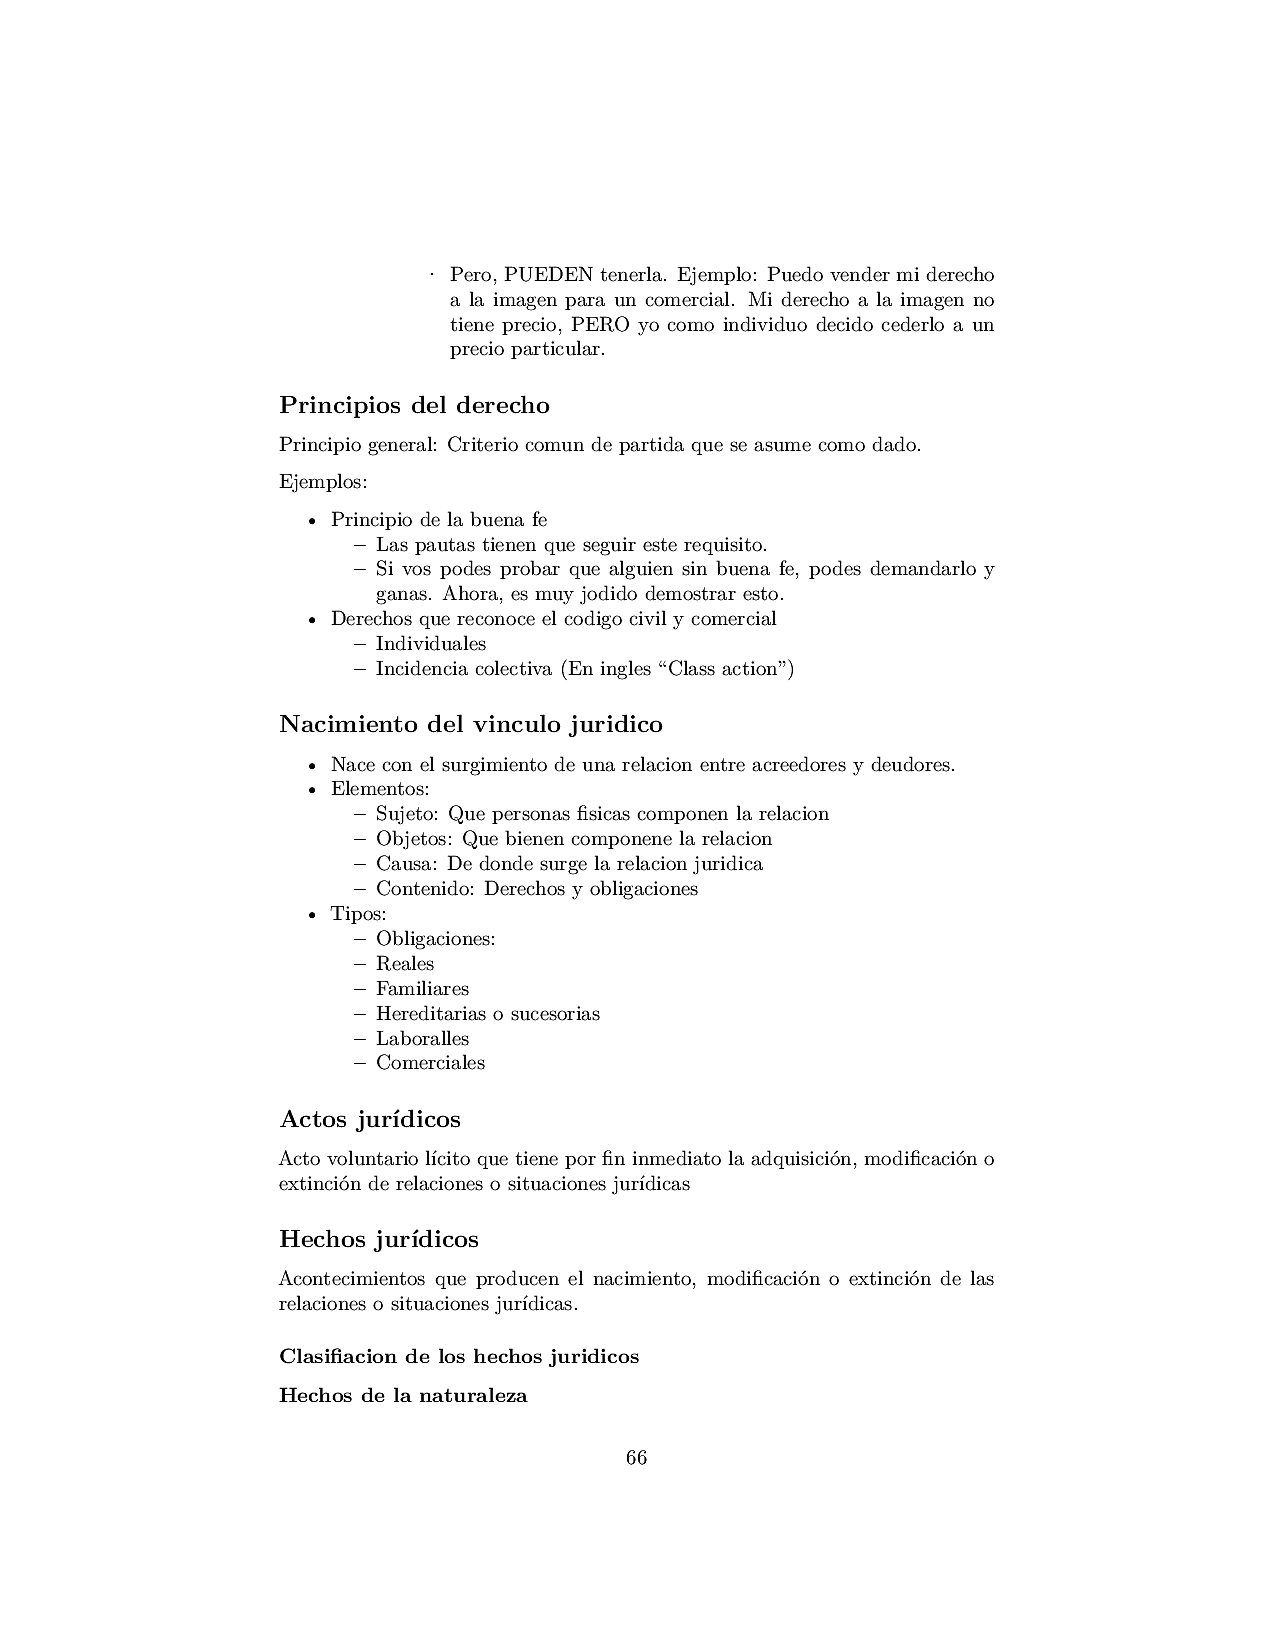 · Pero, PUEDEN tenerla. Ejemplo: Puedo vender mi derecho
a la imagen para un comercial. Mi derecho a la imagen no
tiene precio, PERO yo como individuo decido cederlo a un
precio particular.
Principios del derecho
Principio general: Criterio comun de partida que se asume como dado.
Ejemplos:
• Principio de la buena fe
– Las pautas tienen que seguir este requisito.
– Si vos podes probar que alguien sin buena fe, podes demandarlo y
ganas. Ahora, es muy jodido demostrar esto.
• Derechos que reconoce el codigo civil y comercial
– Individuales
– Incidencia colectiva (En ingles “Class action”)
Nacimiento del vinculo juridico
• Nace con el surgimiento de una relacion entre acreedores y deudores.
• Elementos:
– Sujeto: Que personas fisicas componen la relacion
– Objetos: Que bienen componene la relacion
– Causa: De donde surge la relacion juridica
– Contenido: Derechos y obligaciones
• Tipos:
– Obligaciones:
– Reales
– Familiares
– Hereditarias o sucesorias
– Laboralles
– Comerciales
Actos jurídicos
Acto voluntario lícito que tiene por fin inmediato la adquisición, modificación o
extinción de relaciones o situaciones jurídicas
Hechos jurídicos
Acontecimientos que producen el nacimiento, modificación o extinción de las
relaciones o situaciones jurídicas.
Clasifiacion de los hechos juridicos
Hechos de la naturaleza
66